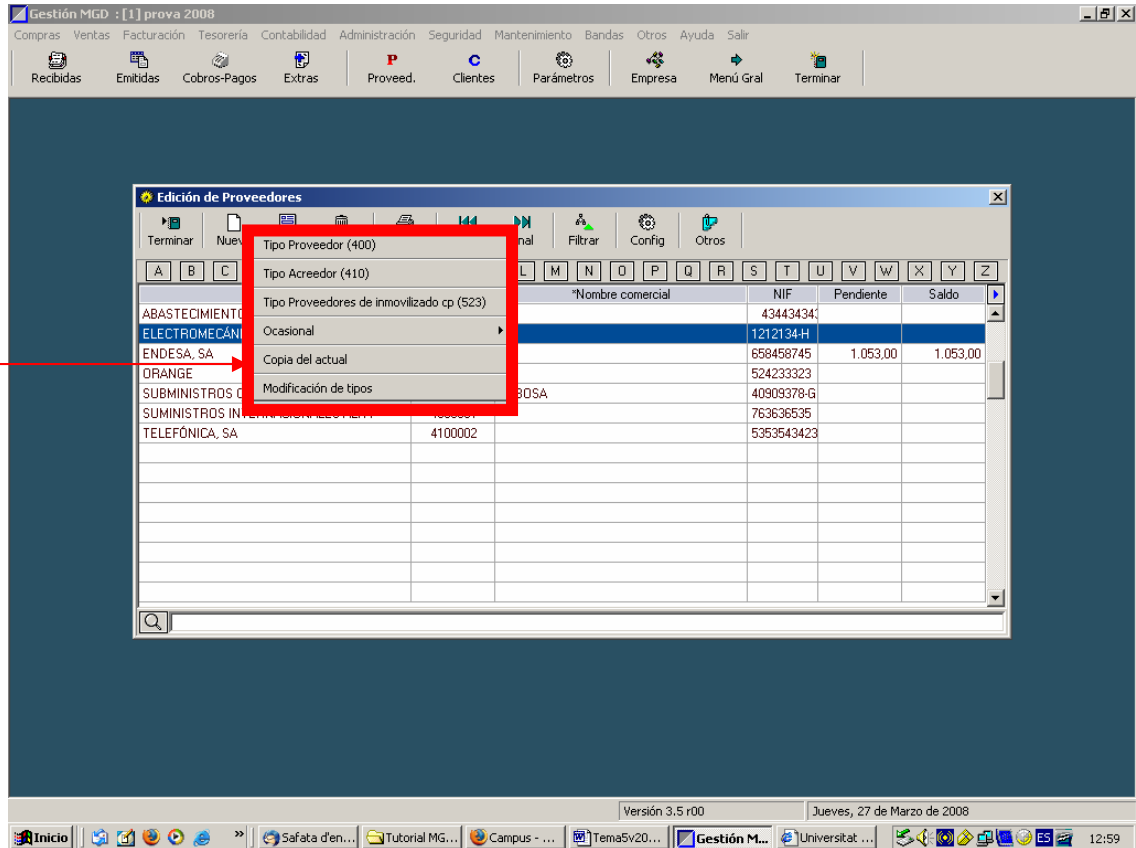 Gestión MGD : [1] prova 2008
Compras Ventas Facturación Tesorería Contabilidad Administración Seguridad Mantenimiento Bandas Otros Ayuda Salir
Recibidas Emitidas Cobros-Pagos Extras Proveed. Clientes Parámetros Empresa Menú Gral Terminar
Edición de Proveedores
Terminar Filtrar Config Otros
A B C L M N O P Q R S T U V W X Y Z
*Nombre comercial NIF Pendiente Saldo
Tipo Proveedor (400)
Tipo Acreedor (410)
Tipo Proveedores de inmovilizado cp (523)
Ocasional
Copia del actual
Modificación de tipos
43443434
1212134-H
ENDESA, SA 658458745 1.053,00 1.053,00
ORANGE 524233323
SUBMINISTROS 40909378-G
SUMINISTROS 763636535
TELEFÓNICA, SA 4100002 5353543423
Versión 3.5 r00 Jueves, 27 de Marzo de 2008
Inicio » Safata d'en... Tutorial MG... Campus - ... Tema5v20... Gestión M... Universitat ... ES 12:59